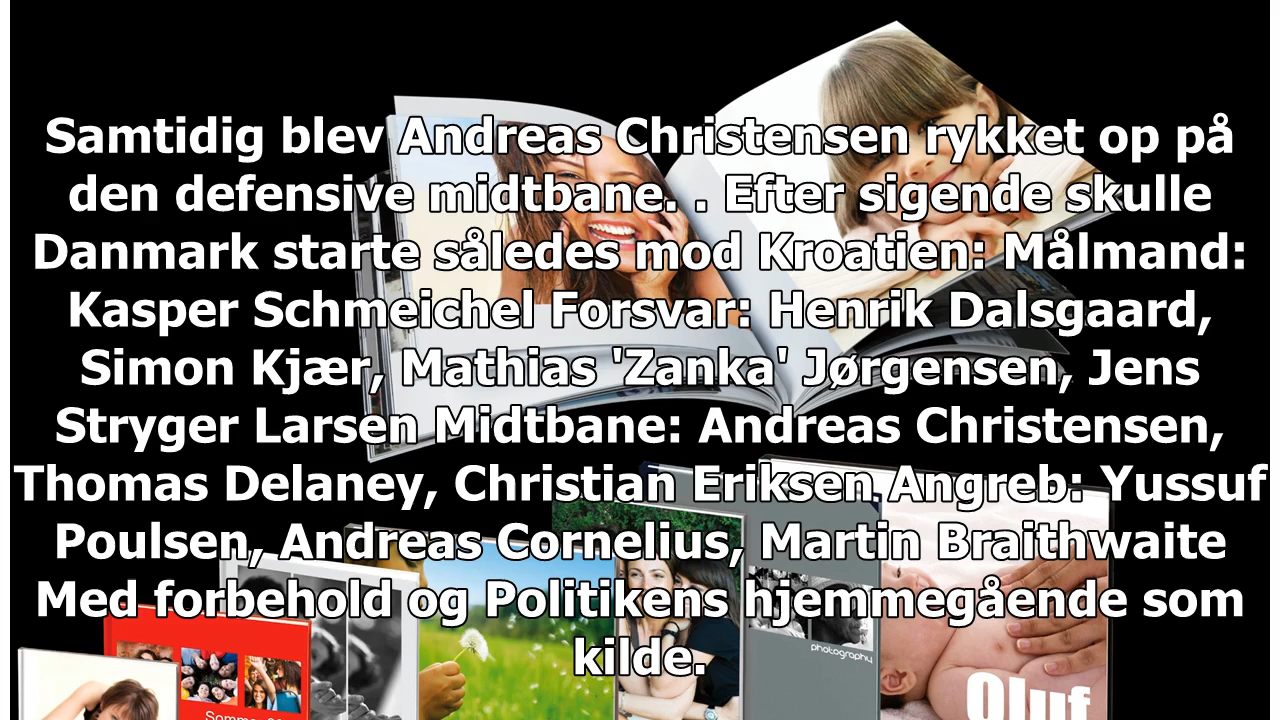 Samtidig blev Andreas Christensen rykket op på
den defensive midtbane. . Efter sigende skulle
Danmark starte således mod Kroatien: Målmand:
Kasper Schmeichel Forsvar: Henrik Dalsgaard,
Simon Kjær, Mathias 'Zanka' Jørgensen, Jens
Stryger Larsen Midtbane: Andreas Christensen,
Thomas Delaney, Christian Eriksen Angreb: Yussuf
Poulsen, Andreas Cornelius, Martin Braithwaite
Med forbehold og Politikens hjemmegående som
kilde.
photography
Oluf